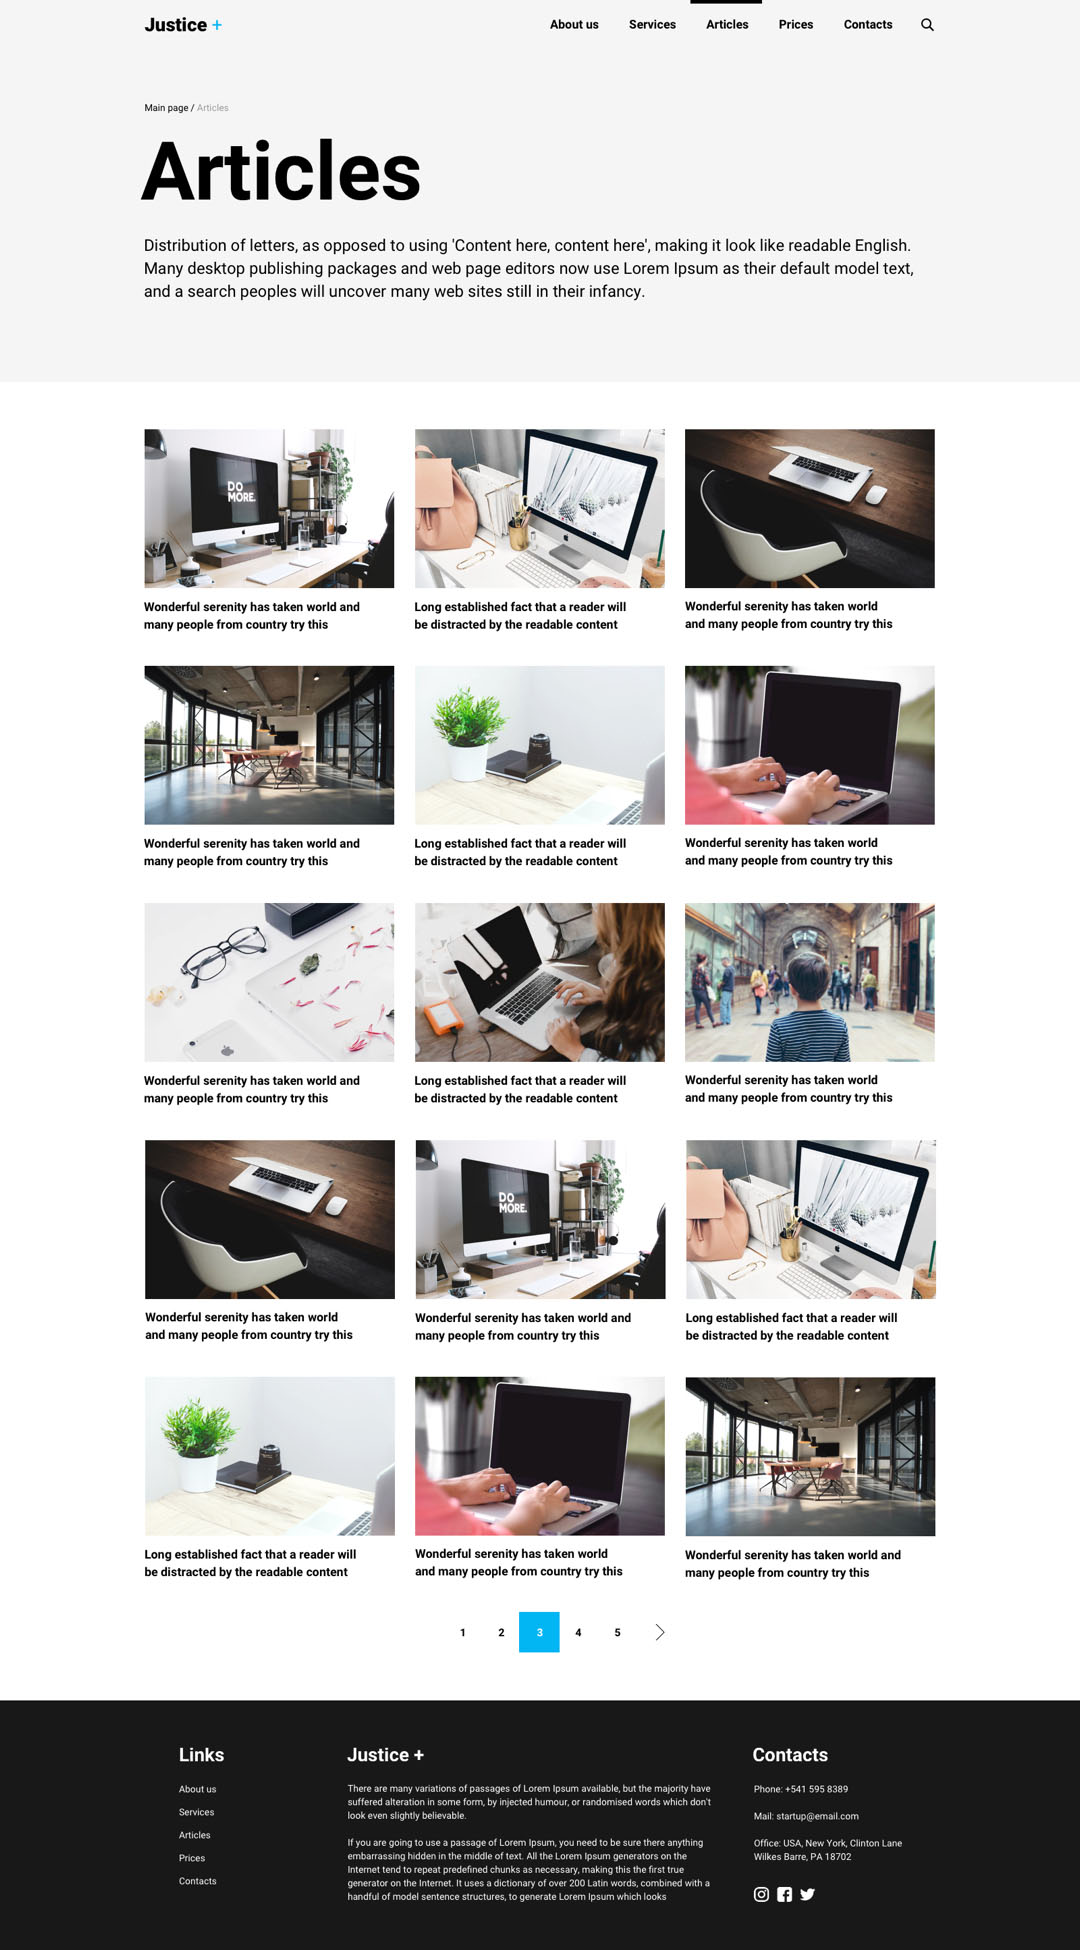 Justice +
About us
Services
Articles
Prices
Contacts
Main page / Articles
Articles
Distribution of letters, as opposed to using 'Content here, content here', making it look like readable English.
Many desktop publishing packages and web page editors now use Lorem Ipsum as their default model text,
and a search peoples will uncover many web sites still in their infancy.
DO
MORE.
Wonderful serenity has taken world and
many people from country try this
Long established fact that a reader will
be distracted by the readable content
Wonderful serenity has taken world
and many people from country try this
Wonderful serenity has taken world and
many people from country try this
Long established fact that a reader will
be distracted by the readable content
Wonderful serenity has taken world
and many people from country try this
Wonderful serenity has taken world and
many people from country try this
Long established fact that a reader will
be distracted by the readable content
Wonderful serenity has taken world
and many people from country try this
DO
MORE.
Wonderful serenity has taken world
and many people from country try this
Wonderful serenity has taken world and
many people from country try this
Long established fact that a reader will
be distracted by the readable content
Long established fact that a reader will
be distracted by the readable content
Wonderful serenity has taken world
and many people from country try this
Wonderful serenity has taken world and
many people from country try this
1 2 3 4 5
Links
About us
Services
Articles
Prices
Contacts
Justice +
There are many variations of passages of Lorem Ipsum available, but the majority have
suffered alteration in some form, by injected humour, or randomised words which don't
look even slightly believable.
If you are going to use a passage of Lorem Ipsum, you need to be sure there anything
embarrassing hidden in the middle of text. All the Lorem Ipsum generators on the
Internet tend to repeat predefined chunks as necessary, making this the first true
generator on the Internet. It uses a dictionary of over 200 Latin words, combined with a
handful of model sentence structures, to generate Lorem Ipsum which looks
Contacts
Phone: +541 595 8389
Mail: startup@email.com
Office: USA, New York, Clinton Lane
Wilkes Barre, PA 18702